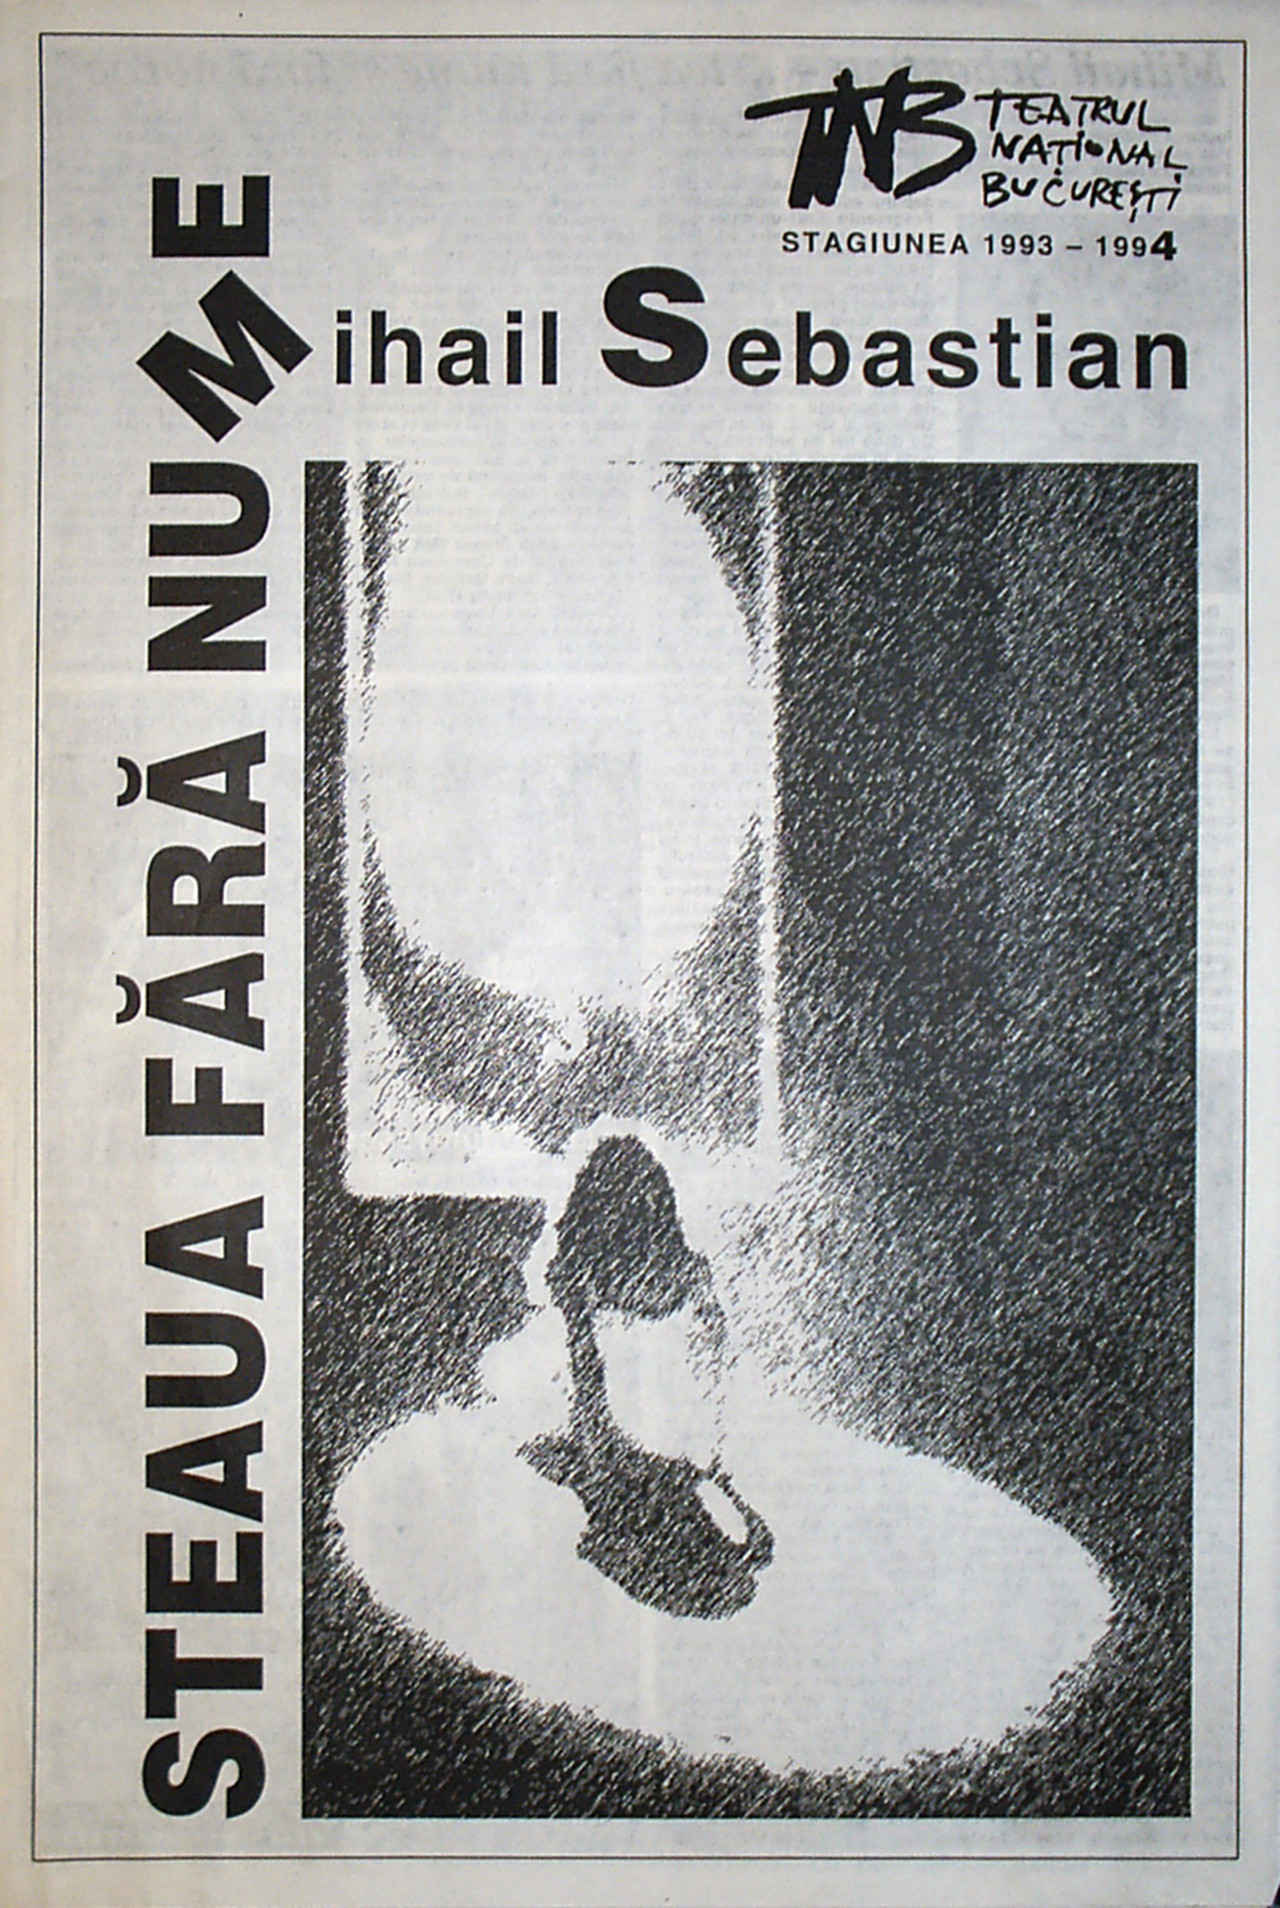 TNB TEATRUL
NAȚIONAL
BUCUREȘTI
STAGIUNEA 1993 – 1994
Mihail Sebastian
STEAUA FĂRĂ NUME